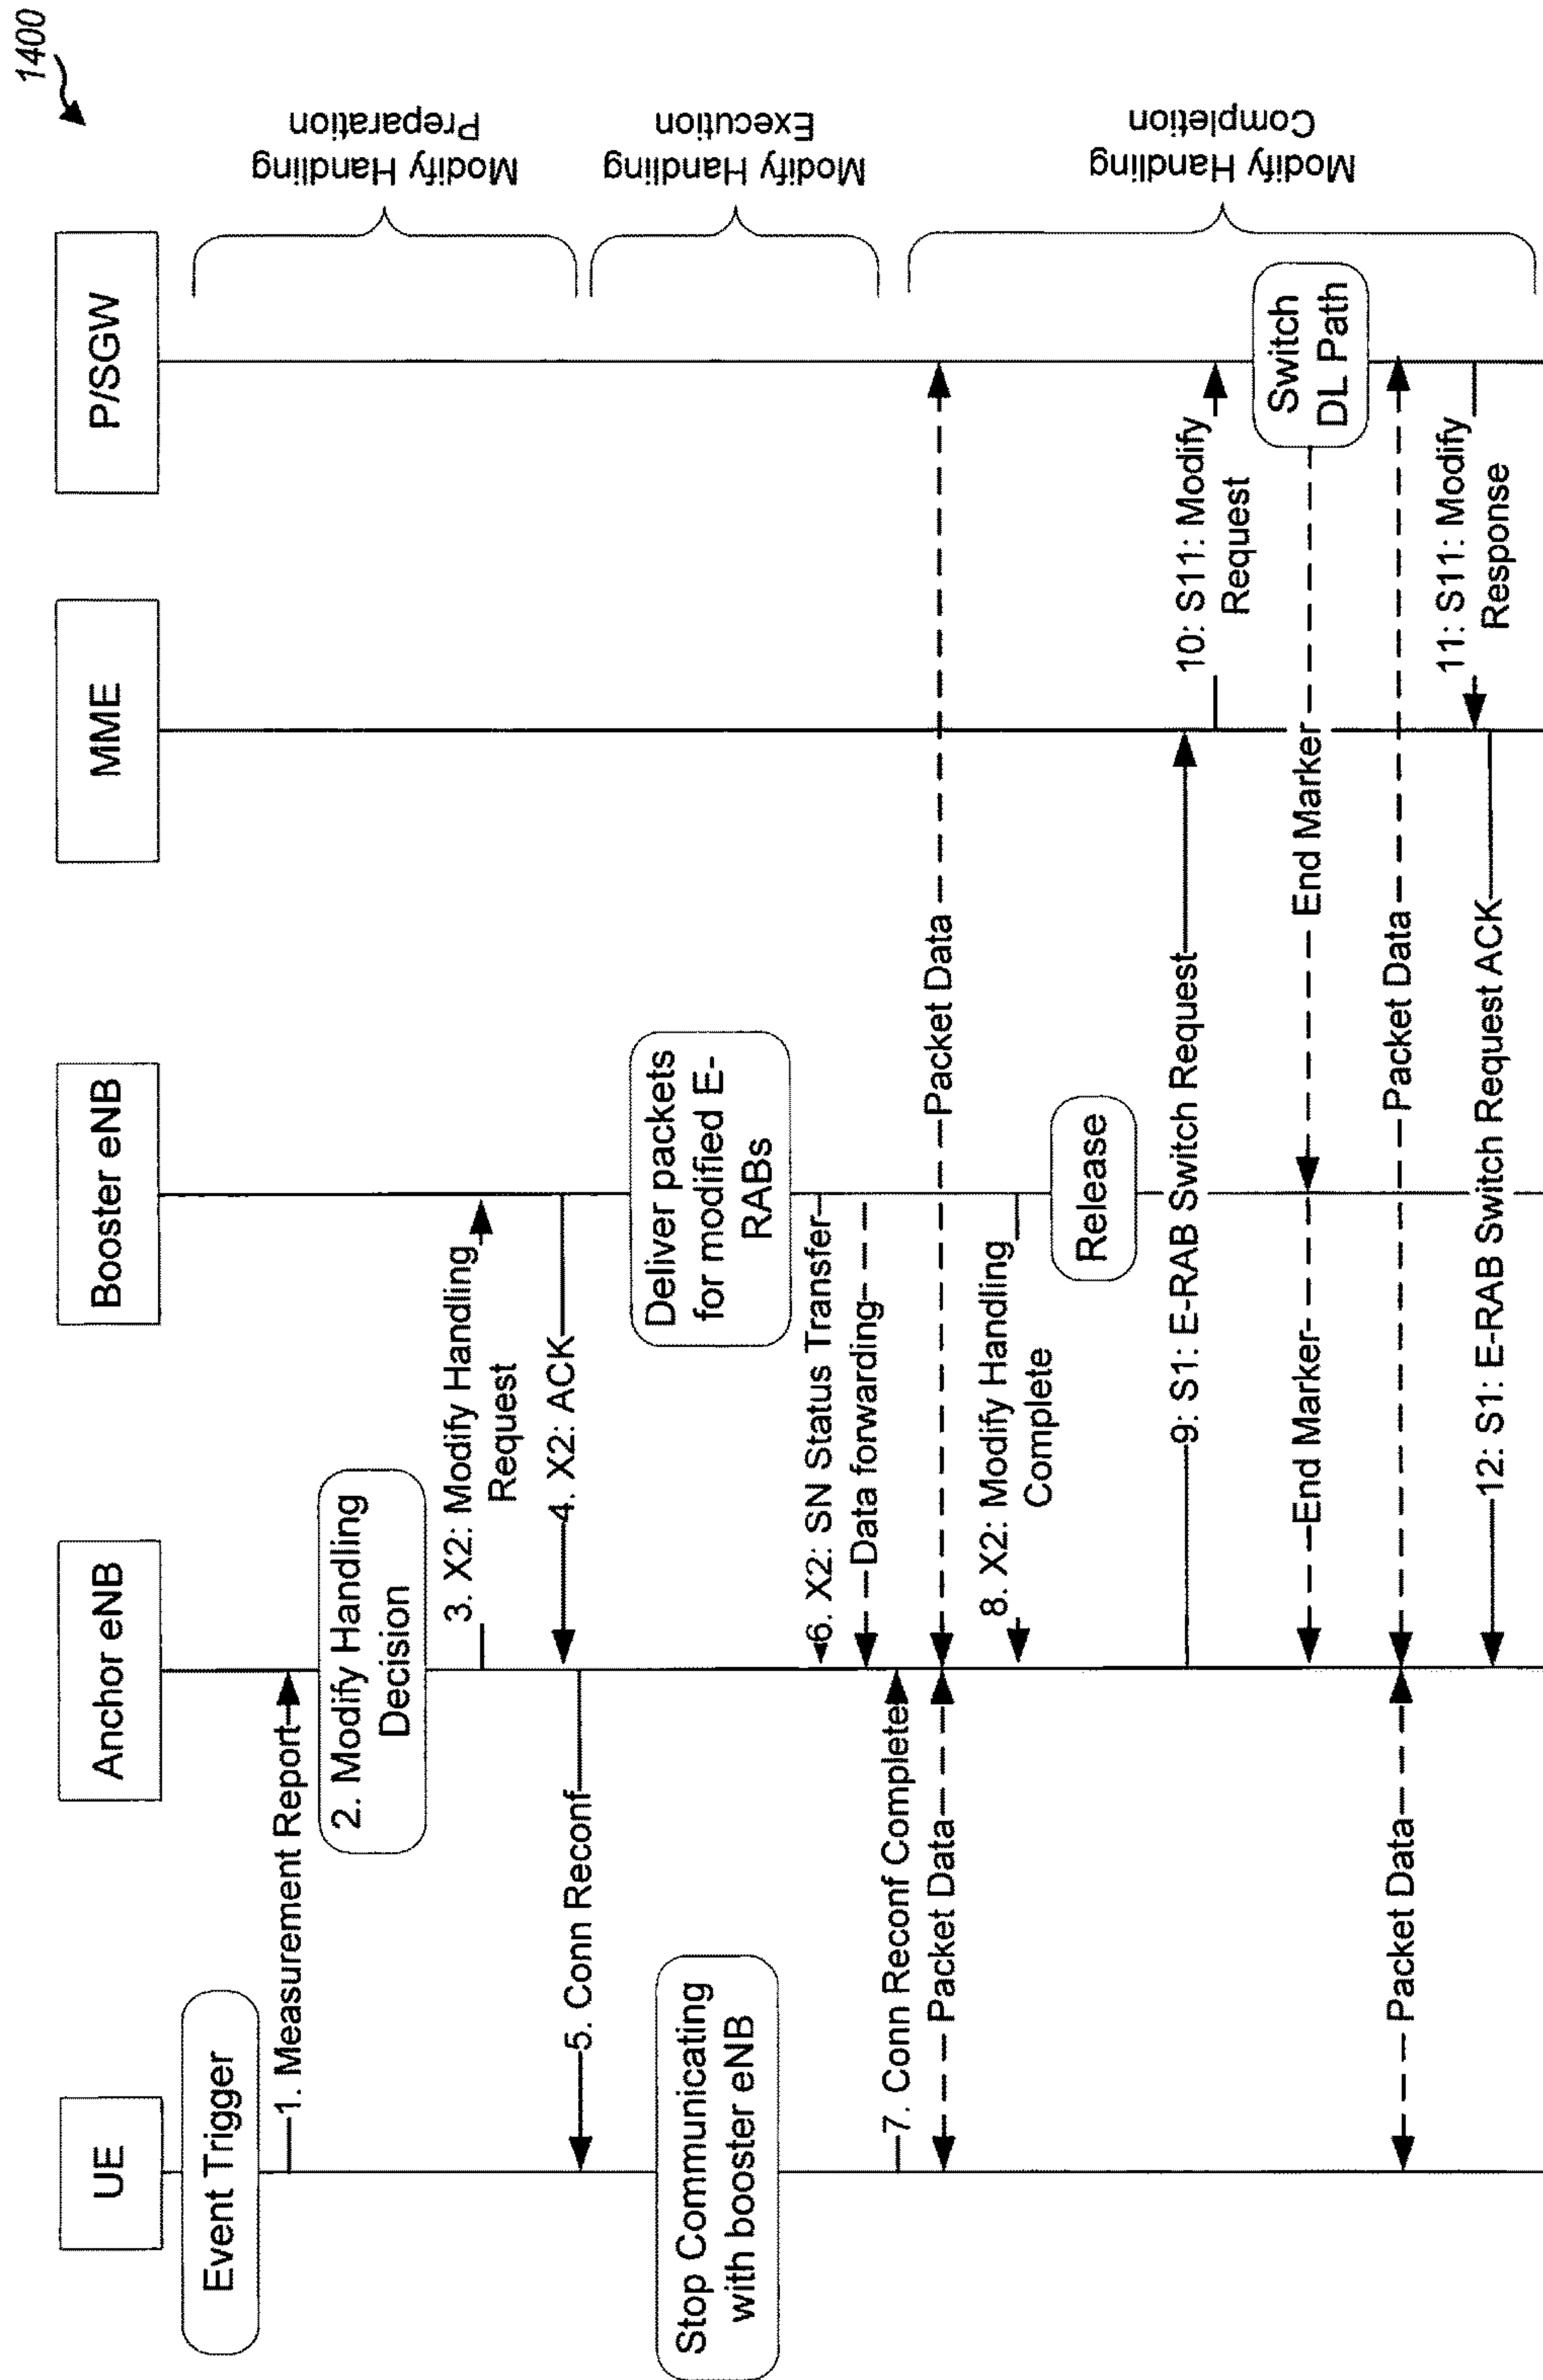 1400
UE
Anchor eNB
Booster eNB
MME
P/SGW
Event Trigger
1. Measurement Report
2. Modify Handling
Decision
3. X2: Modify Handling
Request
4. X2: ACK
5. Conn Reconf
Modify Handling
Preparation
Stop Communicating
with booster eNB
Deliver packets
for modified E-
RABs
6. X2: SN Status Transfer
Data forwarding
Modify Handling
Execution
7. Conn Reconf Complete
Packet Data
Packet Data
8. X2: Modify Handling
Complete
Release
9: S1: E-RAB Switch Request
10: S11: Modify
Request
Switch
DL Path
End Marker
End Marker
Packet Data
Packet Data
11: S11: Modify
Response
12: S1: E-RAB Switch Request ACK
Modify Handling
Completion